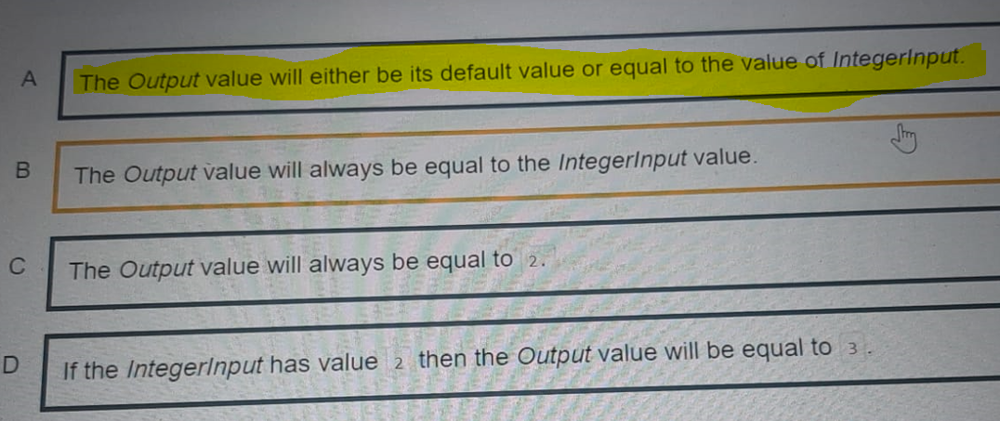 A The Output value will either be its default value or equal to the value of IntegerInput.
B The Output value will always be equal to the IntegerInput value.
C The Output value will always be equal to 2.
D If the IntegerInput has value 2 then the Output value will be equal to 3.